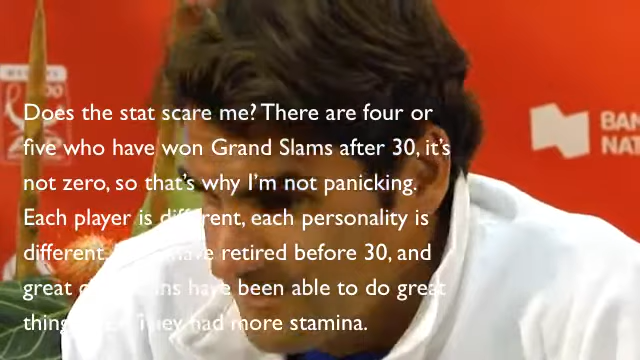 Does the stat scare me? There are four or
five who have won Grand Slams after 30, it's
not zero, so that's why I'm not panicking.
Each player is different, each personality is
different. have retired before 30, and
great have been able to do great
They had more stamina.
BAN
NAT